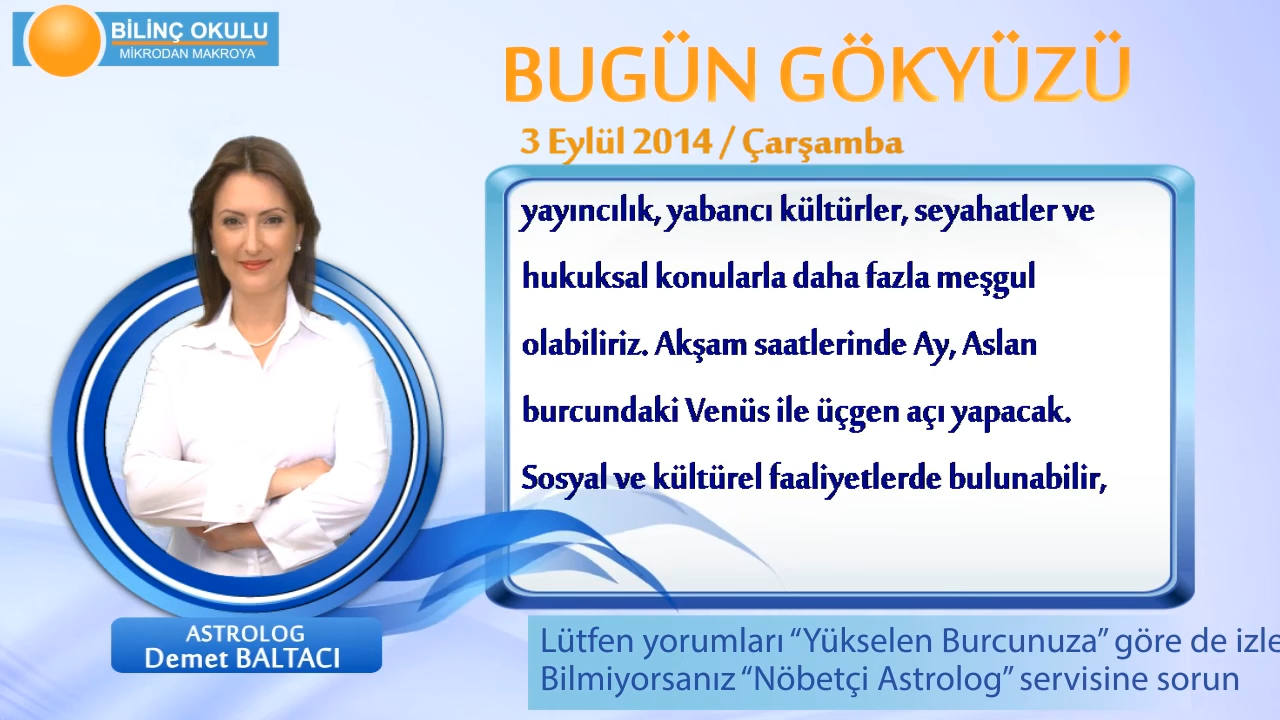 BİLİNÇ OKULU
MİKRODAN MAKROYA
BUGÜN GÖKYÜZÜ
3 Eylül 2014 / Çarşamba
yayıncılık, yabancı kültürler, seyahatler ve
hukuksal konularla daha fazla meşgul
olabiliriz. Akşam saatlerinde Ay, Aslan
burcundaki Venüs ile üçgen açı yapacak.
Sosyal ve kültürel faaliyetlerde bulunabilir,
ASTROLOG
Demet BALTACI
Lütfen yorumları “Yükselen Burcunuza” göre de izle
Bilmiyorsanız “Nöbetçi Astrolog” servisine sorun